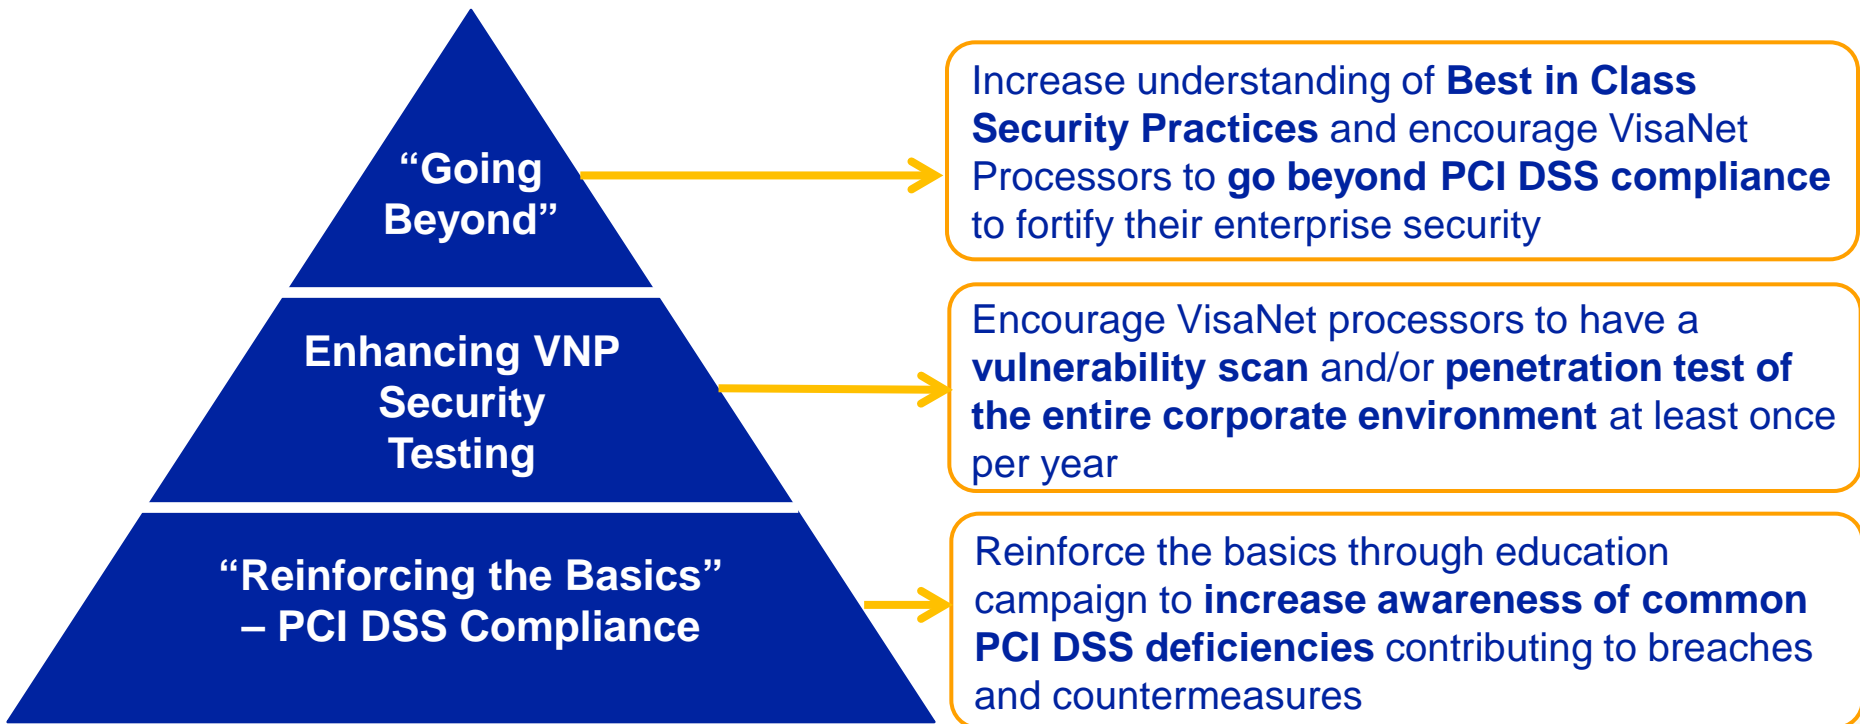 “Going
Beyond”
Increase understanding of Best in Class
Security Practices and encourage VisaNet
Processors to go beyond PCI DSS compliance
to fortify their enterprise security
Enhancing VNP
Security
Testing
Encourage VisaNet processors to have a
vulnerability scan and/or penetration test of
the entire corporate environment at least once
per year
“Reinforcing the Basics”
– PCI DSS Compliance
Reinforce the basics through education
campaign to increase awareness of common
PCI DSS deficiencies contributing to breaches
and countermeasures